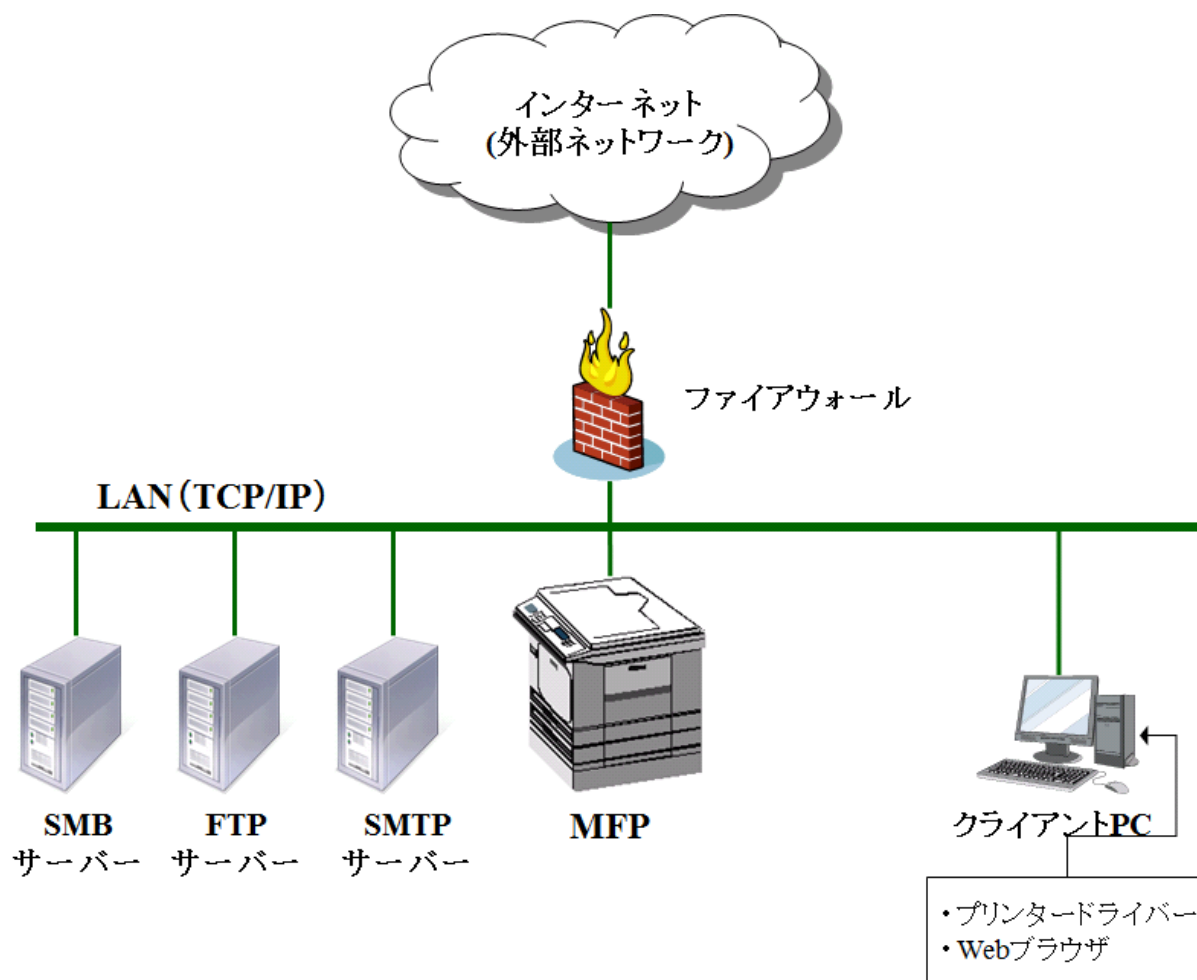 インターネット
(外部ネットワーク)
ファイアウォール
LAN(TCP/IP)
SMB
サーバー
FTP
サーバー
SMTP
サーバー
MFP
クライアントPC
・プリンタードライバー
・Webブラウザ